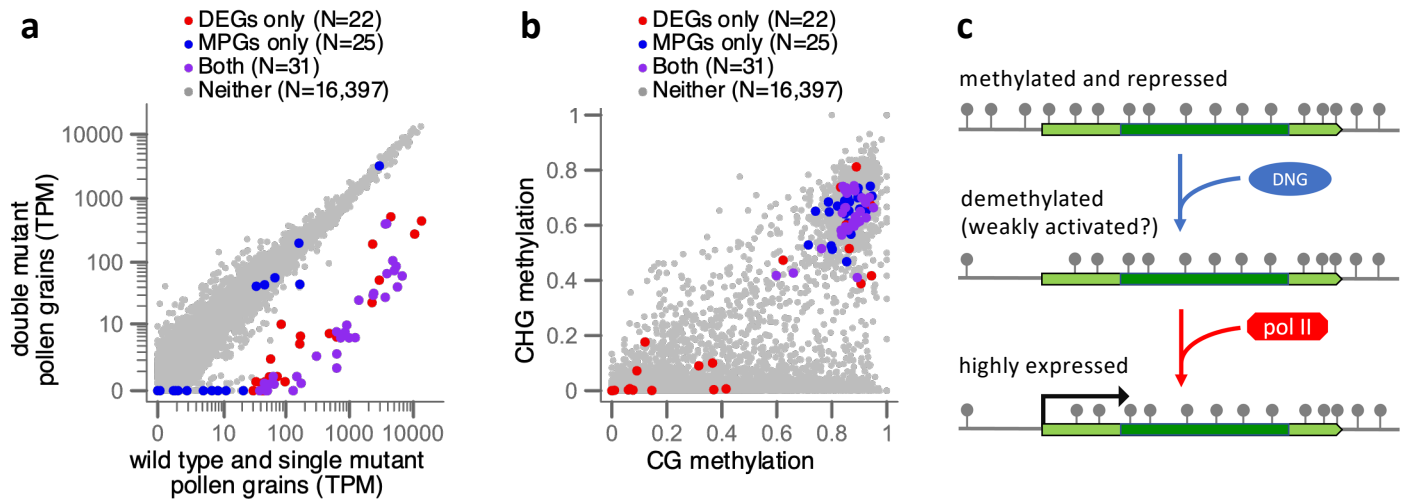 a
DEGs only (N=22)
MPGs only (N=25)
Both (N=31)
Neither (N=16,397)
double mutant
pollen grains (TPM)
10000
1000
100
10
0
0
10
100
1000
10000
wild type and single mutant
pollen grains (TPM)
b
DEGs only (N=22)
MPGs only (N=25)
Both (N=31)
Neither (N=16,397)
CHG methylation
1
0.8
0.6
0.4
0.2
0
0
0.2
0.4
0.6
0.8
1
CG methylation
c
methylated and repressed
DNG
demethylated
(weakly activated?)
pol II
highly expressed